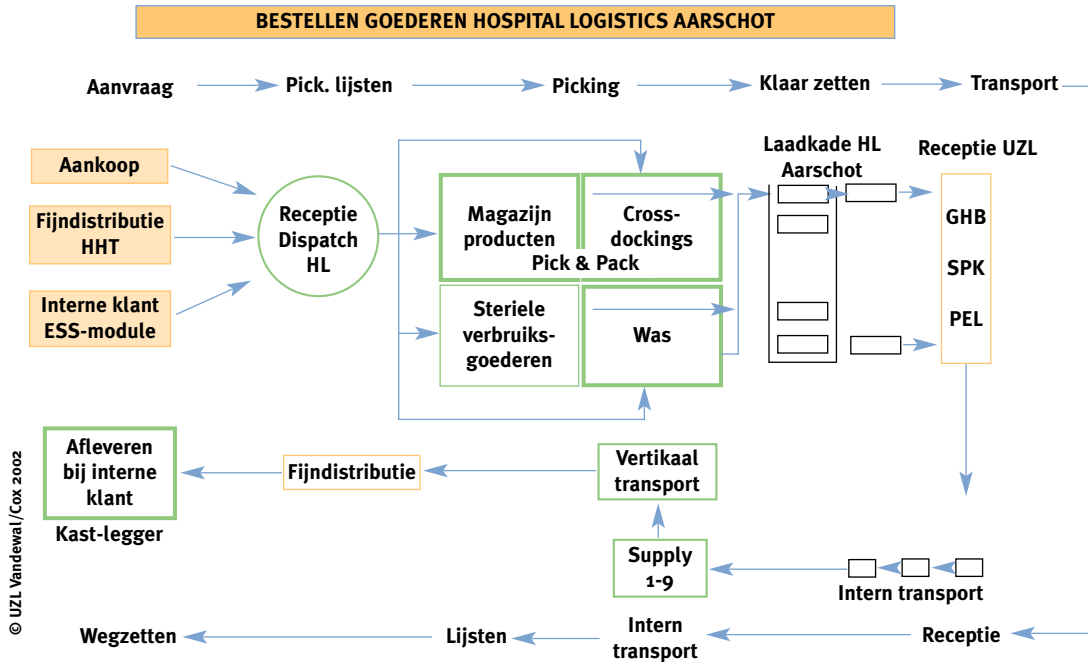 BESTELLEN GOEDEREN HOSPITAL LOGISTICS AARSCHOT
Aanvraag
Pick. lijsten
Picking
Klaar zetten
Transport
Aankoop
Fijndistributie
HHT
Interne klant
ESS-module
Receptie
Dispatch
HL
Magazijn
producten
Cross-
dockings
Pick & Pack
Steriele
verbruiks-
goederen
Was
Laadkade HL
Aarschot
Receptie UZL
GHB
SPK
PEL
Afleveren
bij interne
klant
Kast-legger
Fijndistributie
Vertikaal
transport
Supply
1-9
Intern transport
Wegzetten
Lijsten
Intern
transport
Receptie
© UZL Vandewal/Cox 2002